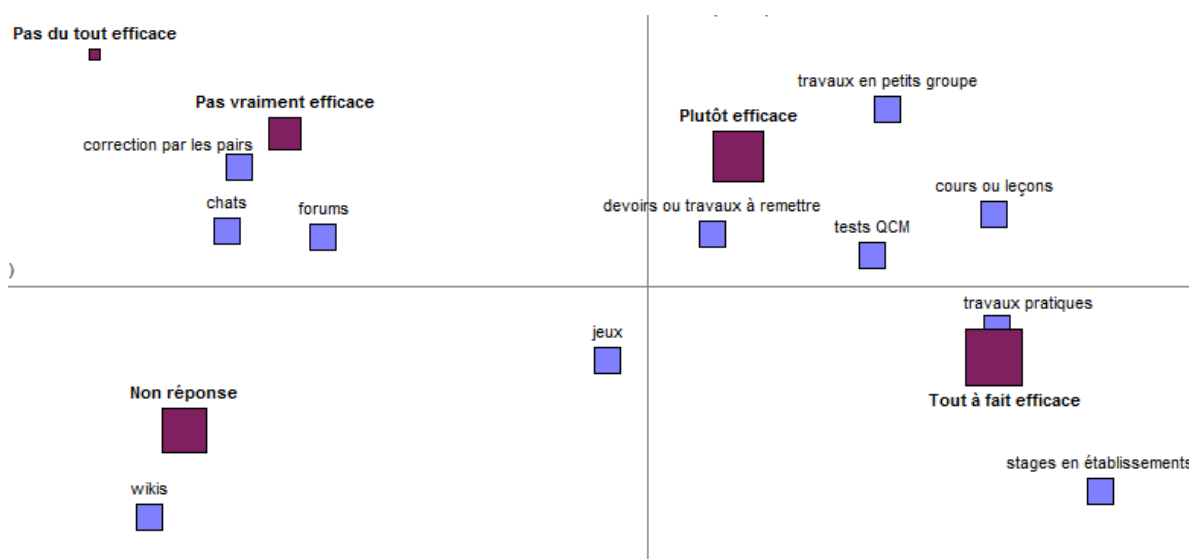 Pas du tout efficace
travaux en petits groupe
Pas vraiment efficace
Plutôt efficace
correction par les pairs
cours ou leçons
chats
forums
devoirs ou travaux à remettre
tests QCM
)
travaux pratiques
jeux
Non réponse
Tout à fait efficace
stages en établissements
wikis